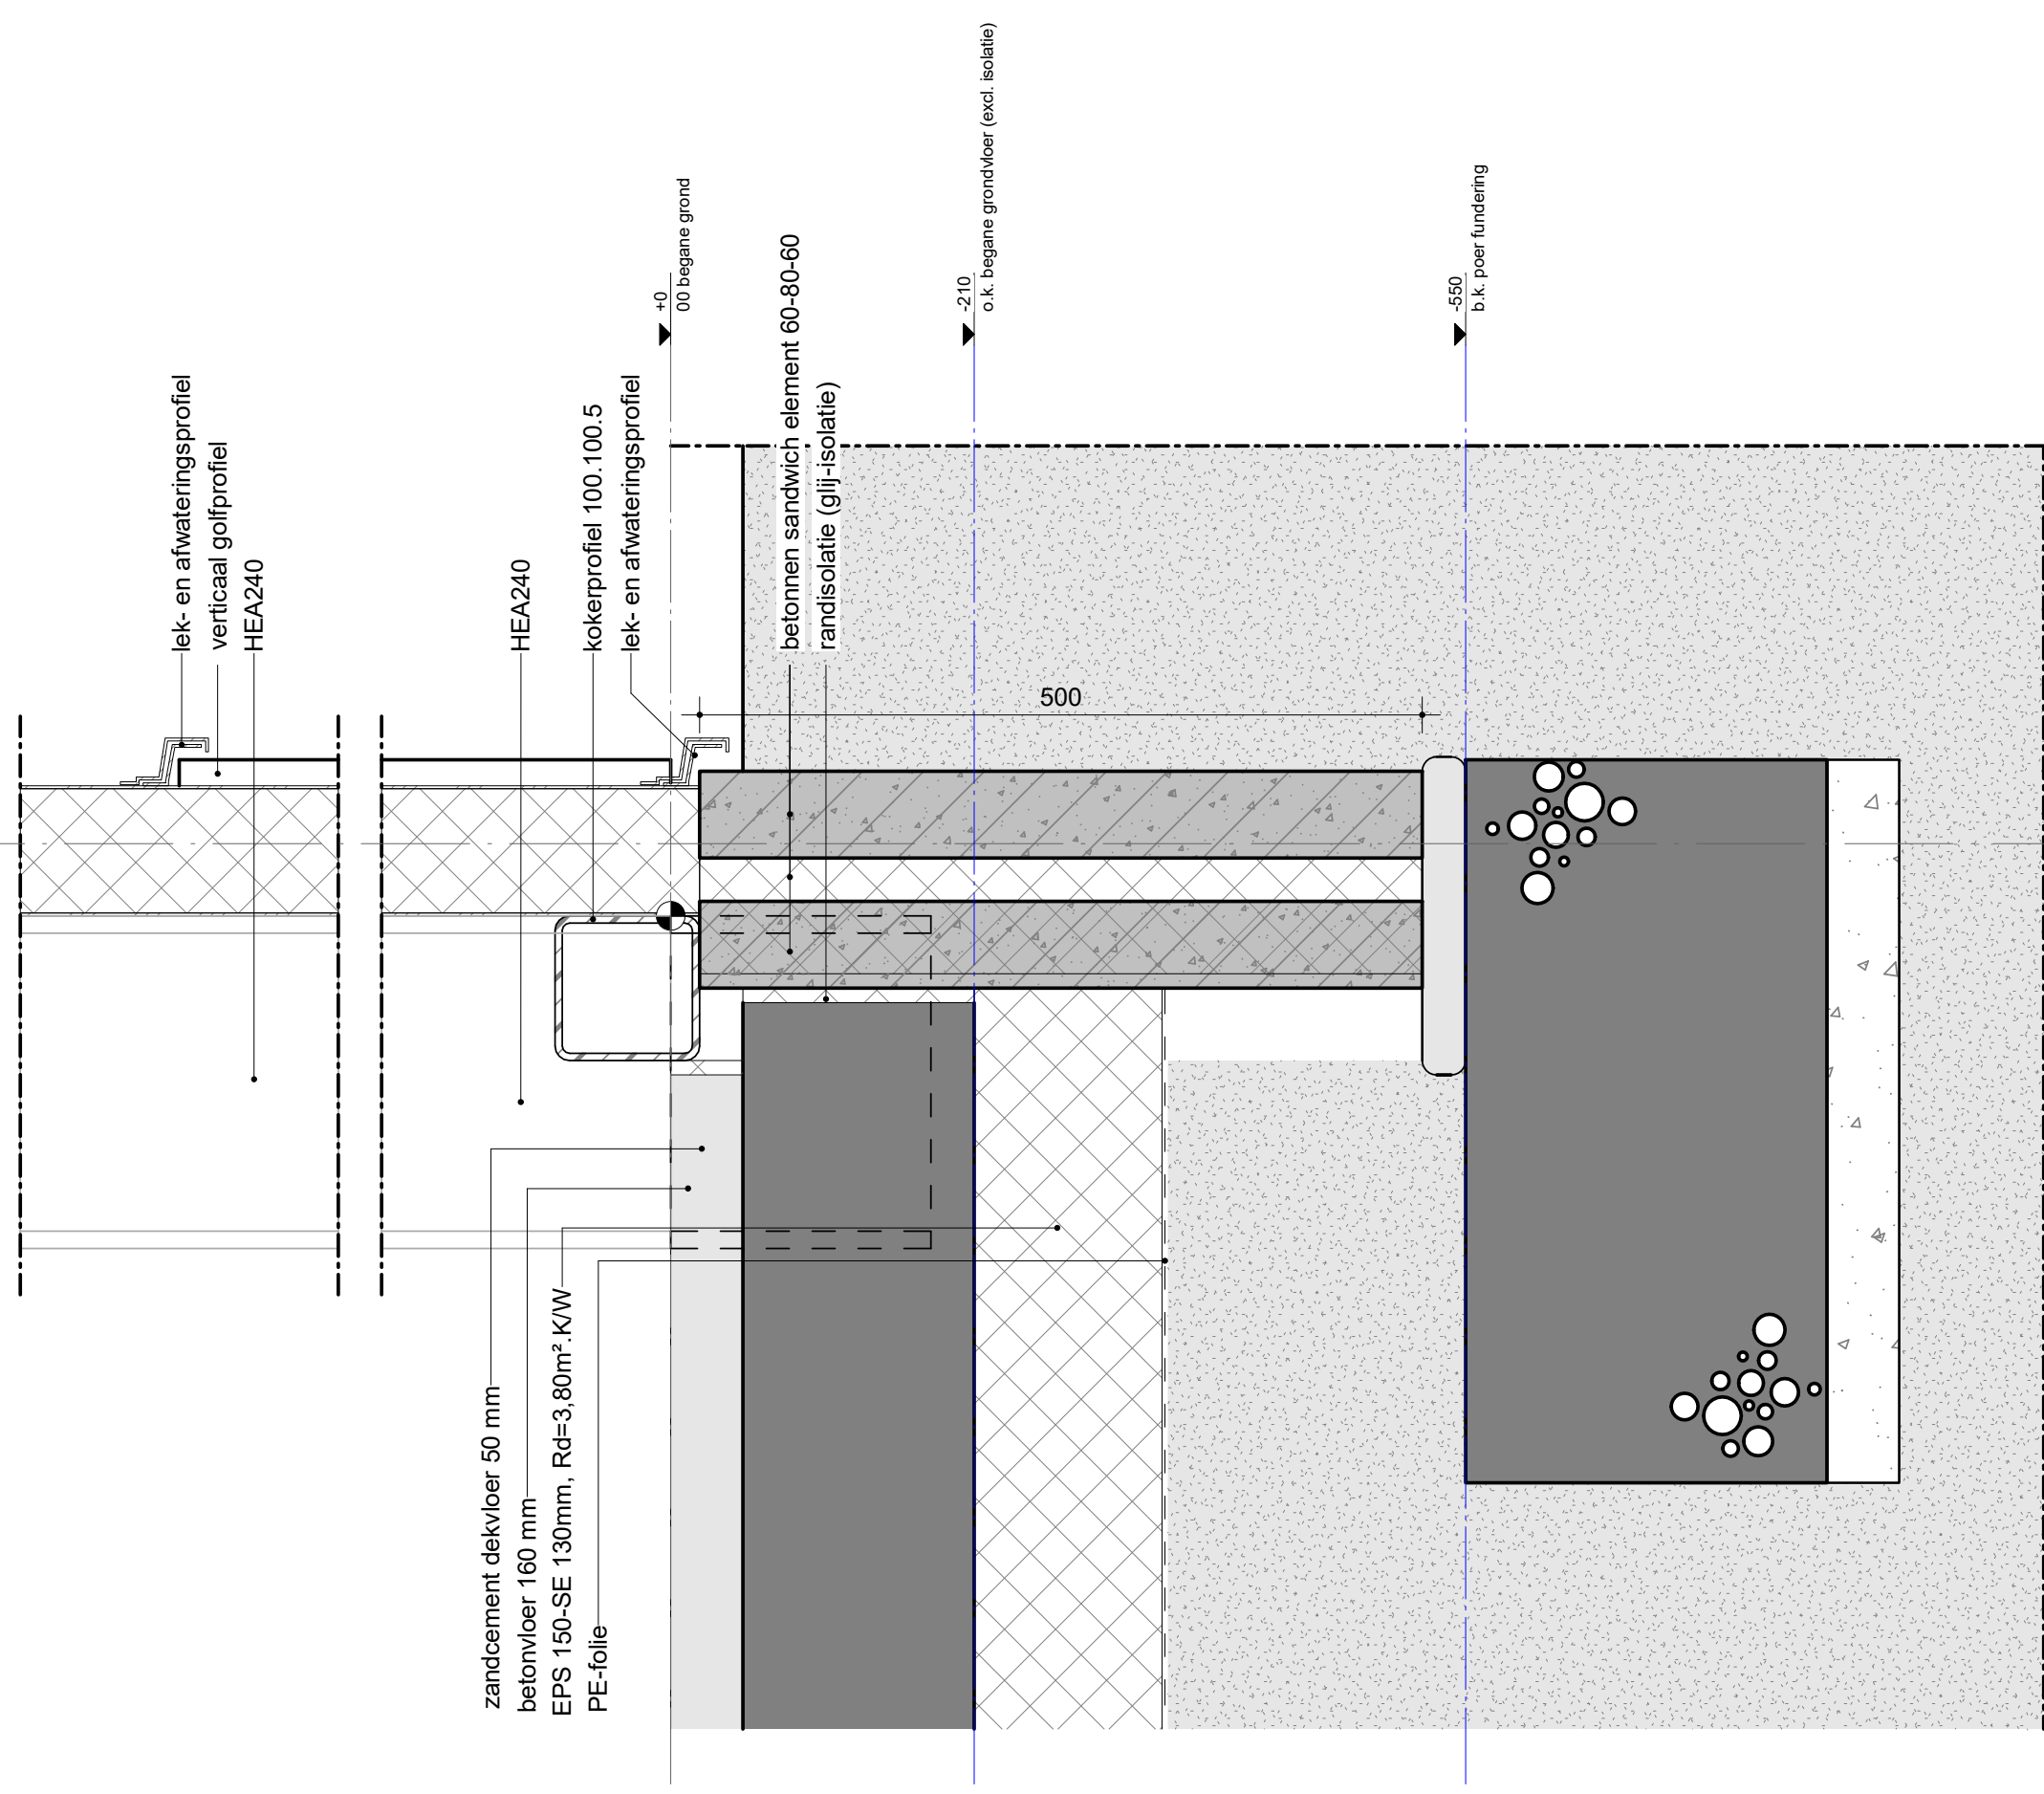 lek- en afwateringsprofiel
verticaal golfprofiel
HEA240
HEA240
kokerprofiel 100.100.5
lek- en afwateringsprofiel
+0
00 begane grond
betonnen sandwich element 60-80-60
randisolatie (glij-isolatie)
-210
o.k. begane grondvloer (excl. isolatie)
-550
b.k. poer fundering
500
zandcement dekvloer 50 mm
betonvloer 160 mm
EPS 150-SE 130mm, Rd=3,80m².K/W
PE-folie